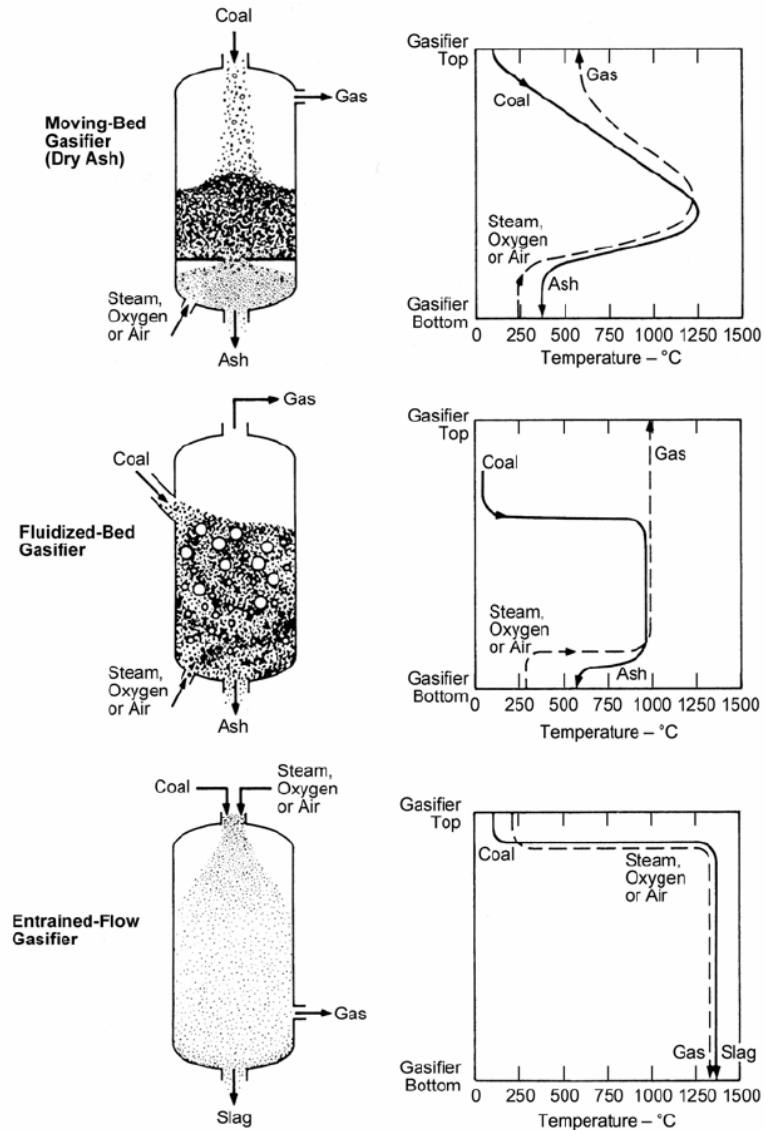 Coal
Gas
Moving-Bed
Gasifier
(Dry Ash)
Steam,
Oxygen
or Air
Ash
Gasifier
Top
Gas
Coal
Steam,
Oxygen
or Air
Ash
Gasifier
Bottom
0 250 500 750 1000 1250 1500
Temperature – °C
Gas
Coal
Fluidized-Bed
Gasifier
Steam,
Oxygen
or Air
Ash
Gasifier
Top
Coal
Gas
Steam,
Oxygen
or Air
Ash
Gasifier
Bottom
0 250 500 750 1000 1250 1500
Temperature – °C
Coal
Steam,
Oxygen
or Air
Entrained-Flow
Gasifier
Gas
Slag
Gasifier
Top
Coal
Steam,
Oxygen
or Air
Gas Slag
Gasifier
Bottom
0 250 500 750 1000 1250 1500
Temperature – °C